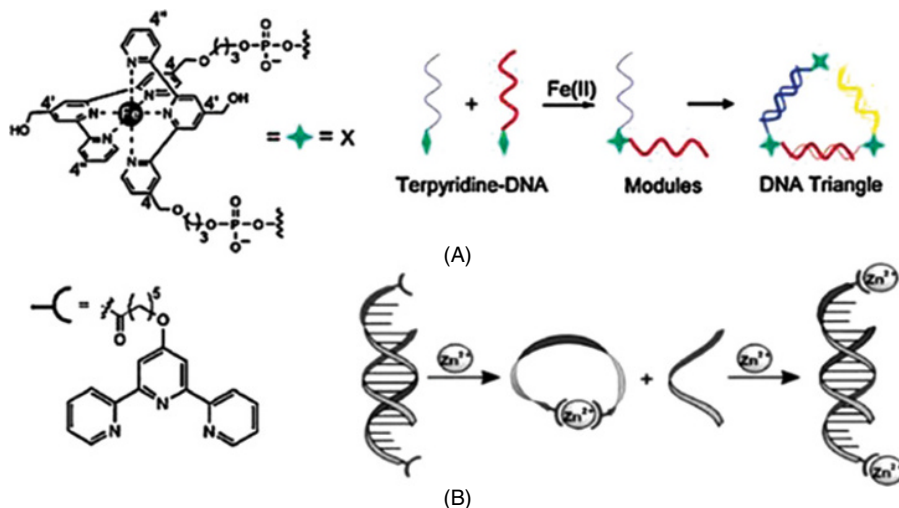 4"
4
O
3
O
O–P–O
O⁻
HO
4'
N
N
N
Fe
N
N
N
4'
OH
4"
4
O
3
O
O–P–O
O⁻
= = X
+
Fe(II)
Terpyridine-DNA
Modules
DNA Triangle
(A)
=
5
O
O
N
N
N
Zn²⁺
Zn²⁺
+
Zn²⁺
Zn²⁺
Zn²⁺
(B)